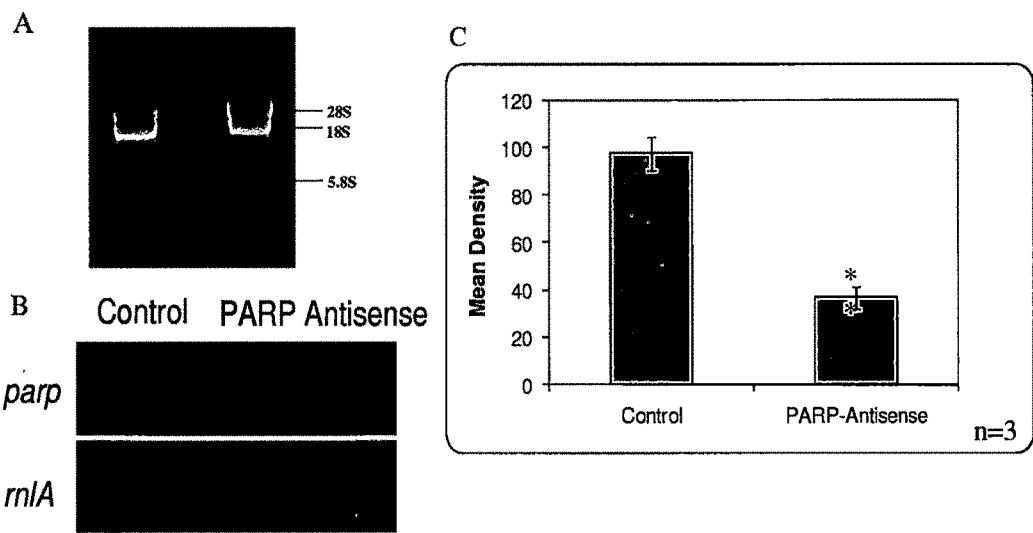 A
28S
18S
5.8S
B
Control PARP Antisense
parp
rnlA
C
120
100
80
60
40
20
0
Mean Density
*
*
Control PARP-Antisense
n=3